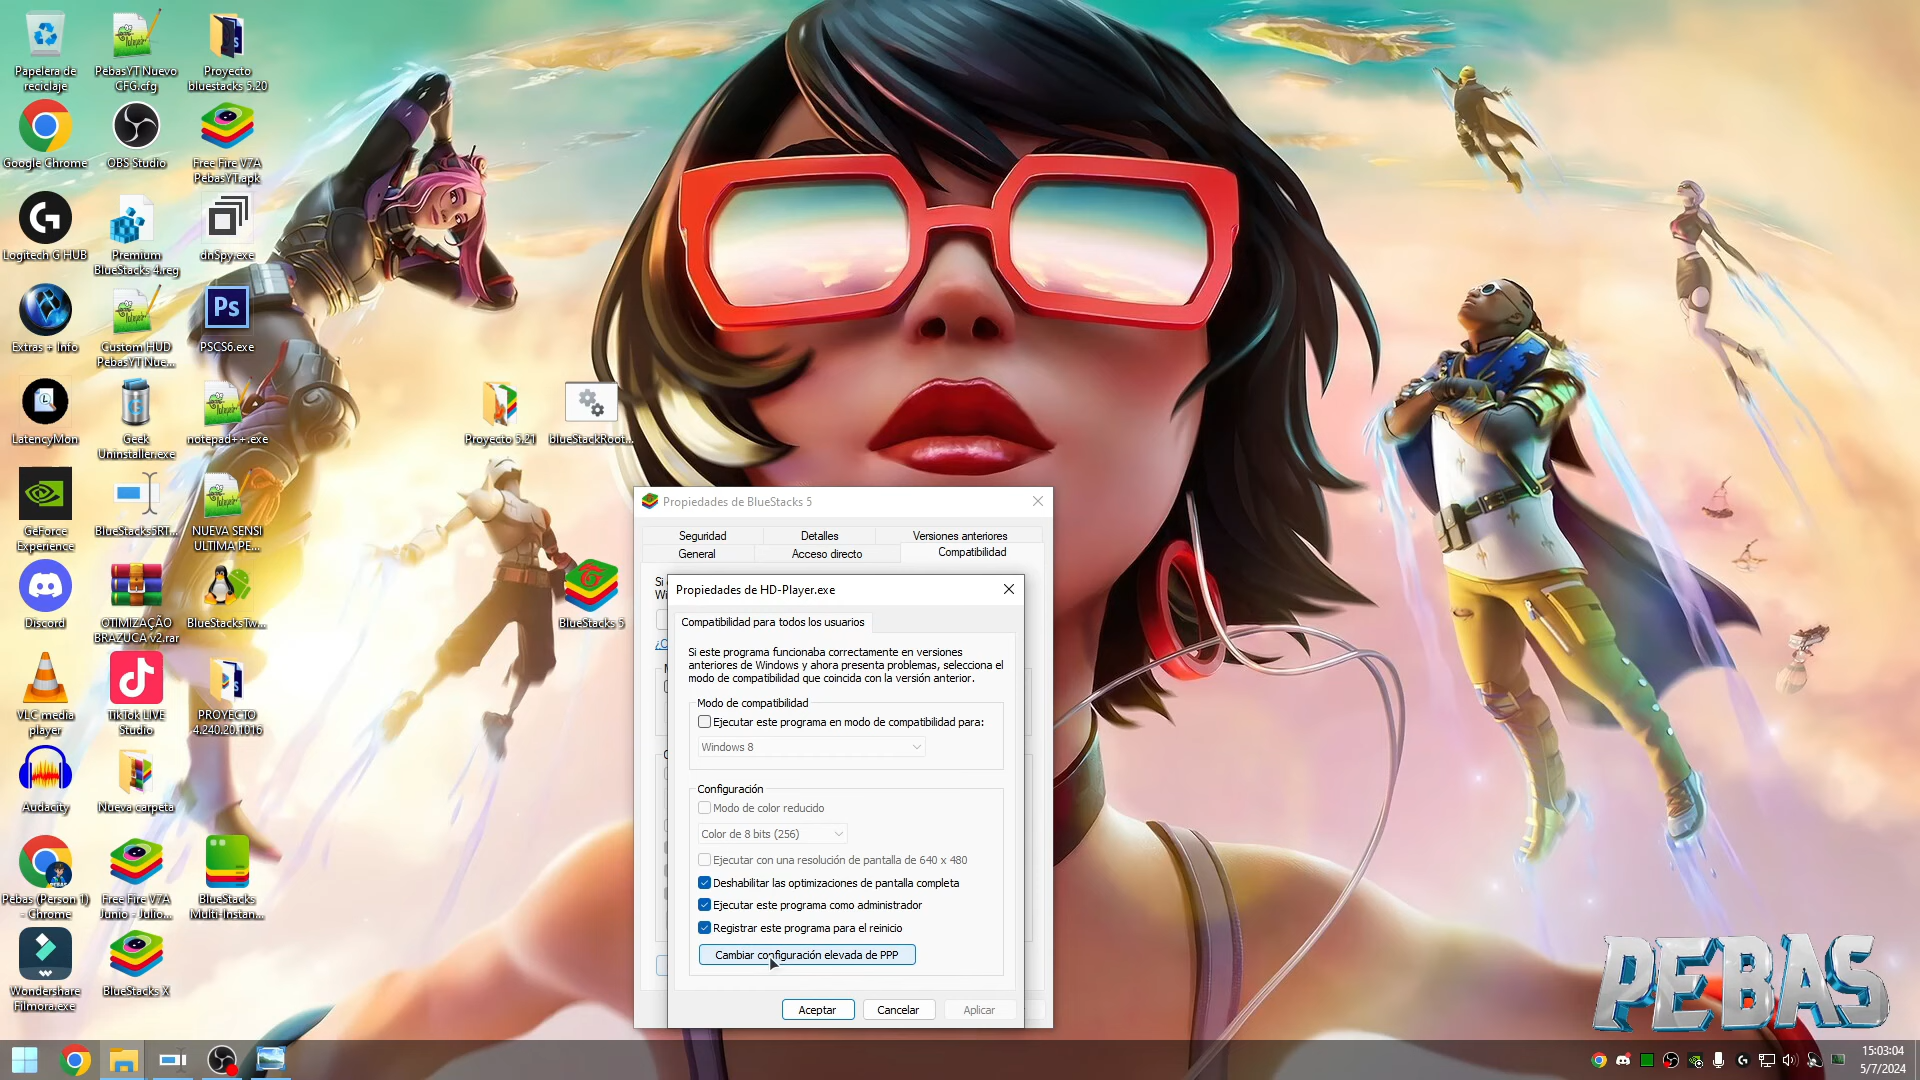 Papelera de
reciclaje
PebasYT Nuevo
CFG.cfg
Proyecto
bluestacks 5.20
Google Chrome
OBS Studio
Free Fire V7A
PebasYT.apk
Logitech G HUB
Premium
BlueStacks 4.reg
dnSpy.exe
Extras + Info
Custom HUD
PebasYT Nue...
Ps
PSCS6.exe
LatencyMon
Geek
Uninstaller.exe
notepad++.exe
GeForce
Experience
BlueStacks5RT...
NUEVA SENSI
ULTIMA PE...
Discord
OTIMIZAÇÃO
BRAZUCA v2.rar
BlueStacksTw...
VLC media
player
TikTok LIVE
Studio
PROYECTO
4.240.20.1016
Audacity
Nueva carpeta
Pebas (Person 1)
- Chrome
Free Fire V7A
Junio - Julio...
BlueStacks
Multi-Instan...
Wondershare
Filmora.exe
BlueStacks X
Proyecto 5.21
blueStackRoot...
BlueStacks 5
Propiedades de BlueStacks 5
Seguridad
Detalles
Versiones anteriores
General
Acceso directo
Compatibilidad
Propiedades de HD-Player.exe
Compatibilidad para todos los usuarios
Si este programa funcionaba correctamente en versiones
anteriores de Windows y ahora presenta problemas, selecciona el
modo de compatibilidad que coincida con la versión anterior.
Modo de compatibilidad
Ejecutar este programa en modo de compatibilidad para:
Windows 8
Configuración
Modo de color reducido
Color de 8 bits (256)
Ejecutar con una resolución de pantalla de 640 x 480
Deshabilitar las optimizaciones de pantalla completa
Ejecutar este programa como administrador
Registrar este programa para el reinicio
Cambiar configuración elevada de PPP
Aceptar
Cancelar
Aplicar
PEBAS
15:03:04
5/7/2024